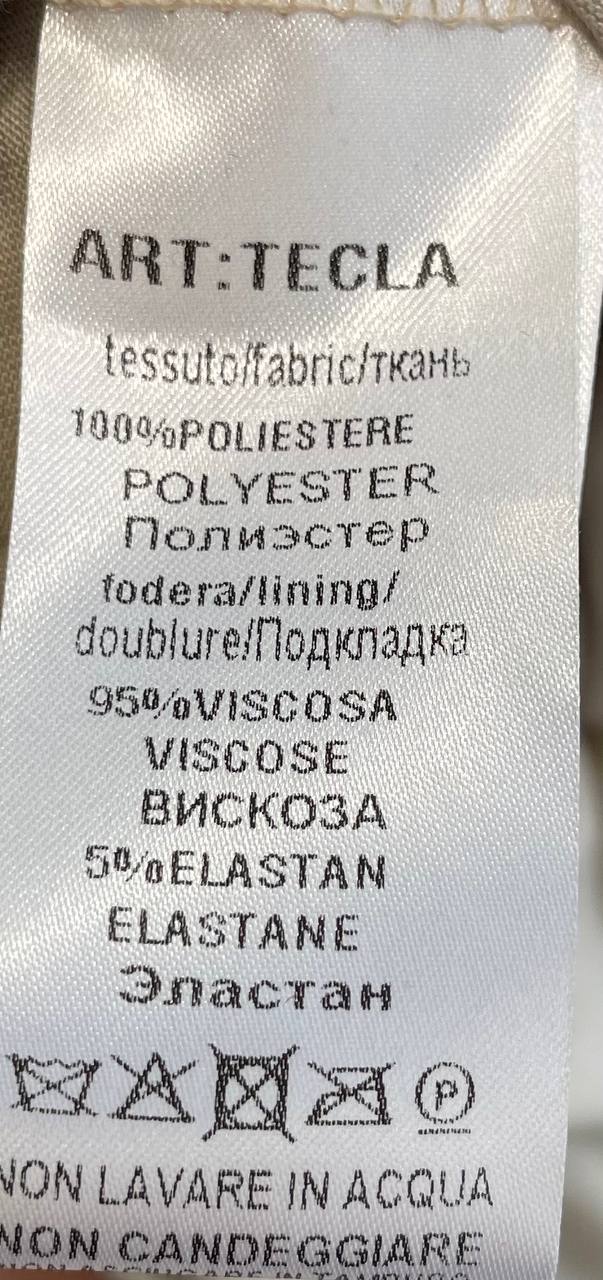 ART:TECLA
tessuto/fabric/ткань
100%POLIESTERE
POLYESTER
Полиэстер
fodera/lining/
doublure/Подкладка
95%VISCOSA
VISCOSE
ВИСКОЗА
5%ELASTAN
ELASTANE
Эластан
P
NON LAVARE IN ACQUA
NON CANDEGGIARE